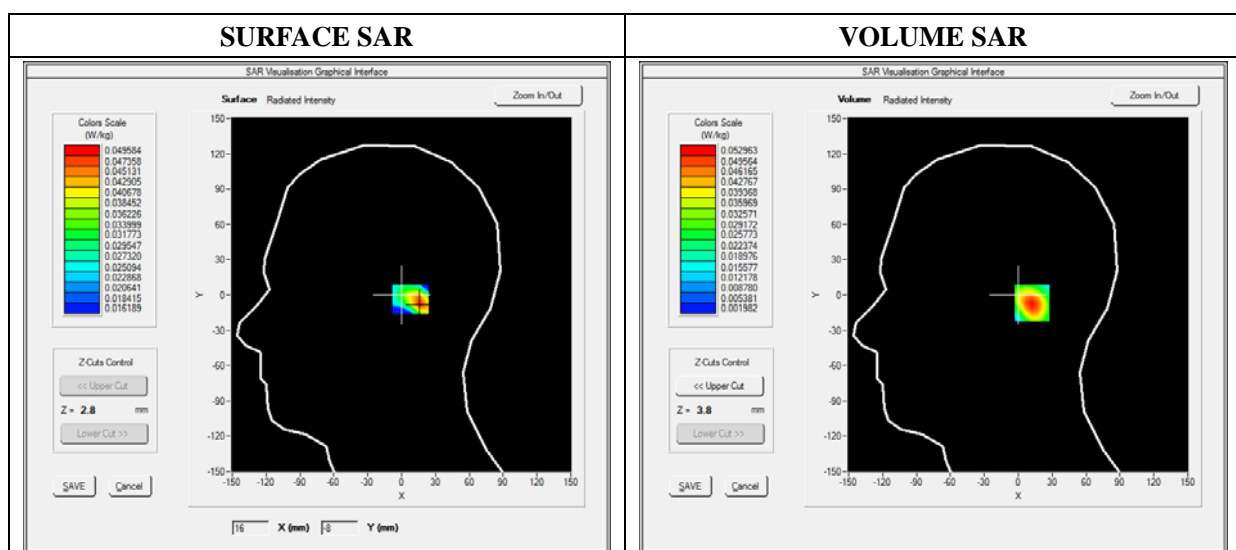 SURFACE SAR
VOLUME SAR
SAR Visualisation Graphical Interface
Surface Radiated Intensity
Zoom In/Out
Colors Scale
(W/kg)
0.049584
0.047358
0.045131
0.042905
0.040678
0.038452
0.036226
0.033999
0.031773
0.029547
0.027320
0.025094
0.022868
0.020641
0.018415
0.016189
Z-Cuts Control
<< Upper Cut
Z = 2.8 mm
Lower Cut >>
SAVE Cancel
150
120
90
60
30
0
-30
-60
-90
-120
-150
Y
-150 -120 -90 -60 -30 0 30 60 90 120 150
X
16 X (mm) -8 Y (mm)
SAR Visualisation Graphical Interface
Volume Radiated Intensity
Zoom In/Out
Colors Scale
(W/kg)
0.052963
0.049564
0.046165
0.042767
0.039368
0.035969
0.032571
0.029172
0.025773
0.022374
0.018976
0.015577
0.012178
0.008780
0.005381
0.001982
Z-Cuts Control
<< Upper Cut
Z = 3.8 mm
Lower Cut >>
SAVE Cancel
150
120
90
60
30
0
-30
-60
-90
-120
-150
Y
-150 -120 -90 -60 -30 0 30 60 90 120 150
X